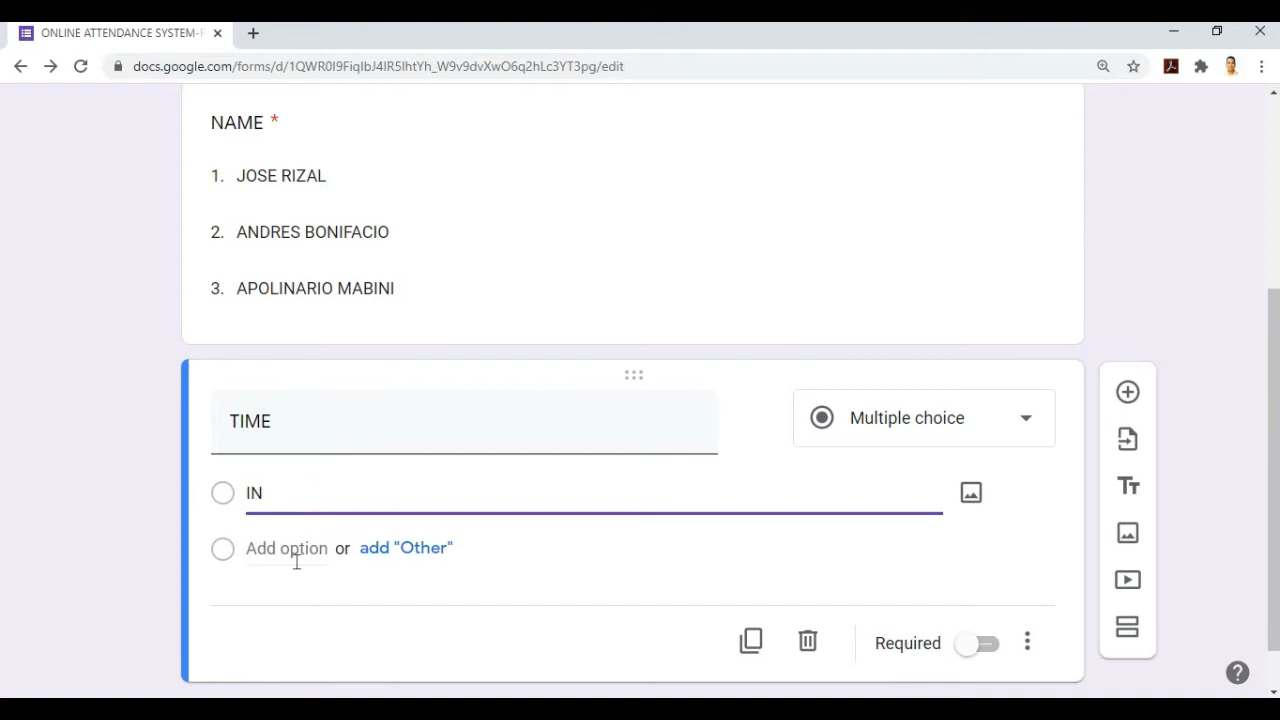 ONLINE ATTENDANCE SYSTEM-
docs.google.com/forms/d/1QWR0I9FiqIbJ4IR5IhtYh_W9v9dvXwO6q2hLc3YT3pg/edit
NAME *
1. JOSE RIZAL
2. ANDRES BONIFACIO
3. APOLINARIO MABINI
TIME
Multiple choice
IN
Add option or add "Other"
Required